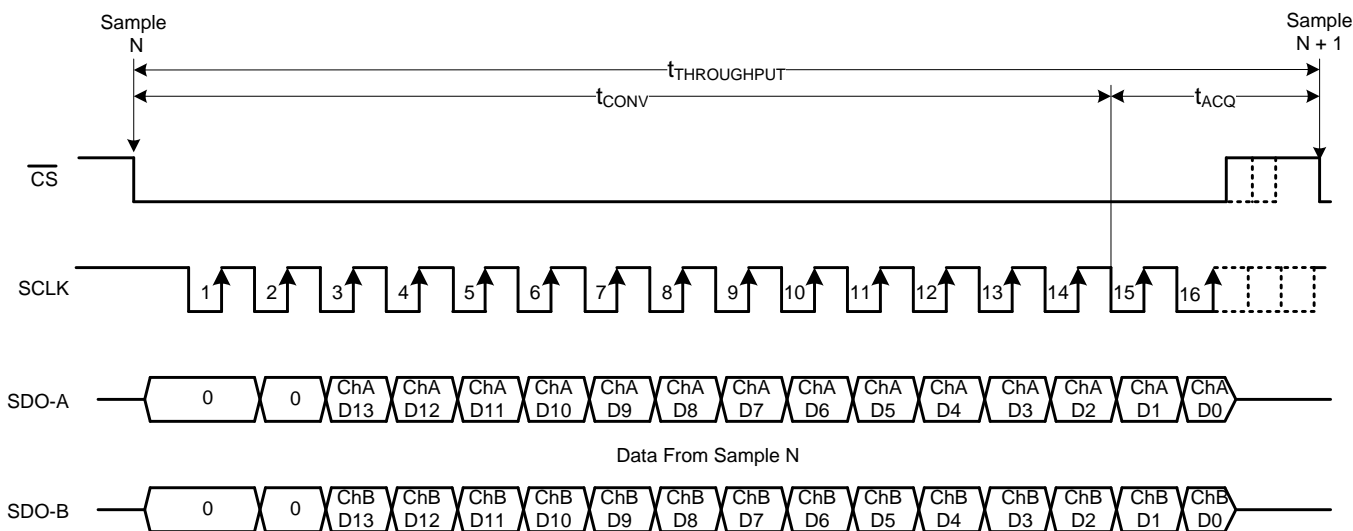 Sample
N
Sample
N + 1
tTHROUGHPUT
tCONV
tACQ
CS
SCLK
1 2 3 4 5 6 7 8 9 10 11 12 13 14 15 16
SDO-A
0 0 ChA ChA ChA ChA ChA ChA ChA ChA ChA ChA ChA ChA ChA ChA
D13 D12 D11 D10 D9 D8 D7 D6 D5 D4 D3 D2 D1 D0
Data From Sample N
SDO-B
0 0 ChB ChB ChB ChB ChB ChB ChB ChB ChB ChB ChB ChB ChB ChB
D13 D12 D11 D10 D9 D8 D7 D6 D5 D4 D3 D2 D1 D0